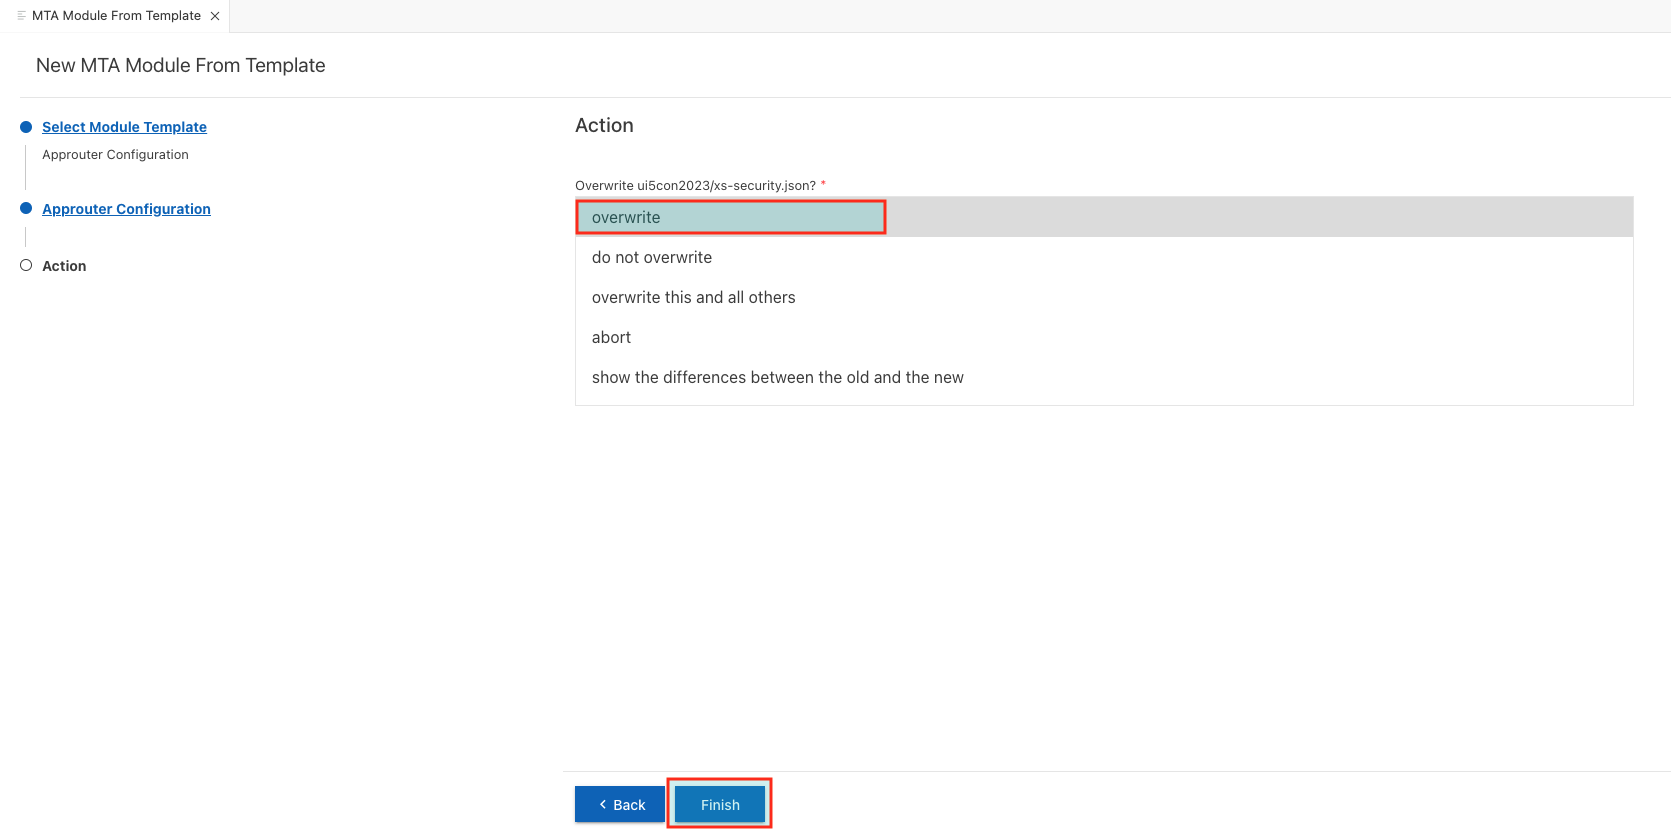 MTA Module From Template
New MTA Module From Template
Select Module Template
Approuter Configuration
Approuter Configuration
Action
Action
Overwrite ui5con2023/xs-security.json? *
overwrite
do not overwrite
overwrite this and all others
abort
show the differences between the old and the new
Back
Finish